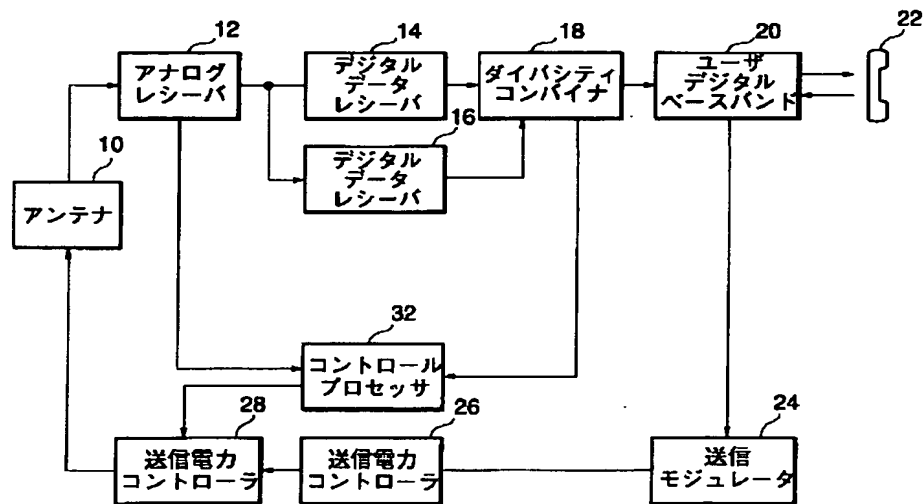 12
アナログ
レシーバ
14
デジタル
データ
レシーバ
18
ダイバシティ
コンバイナ
20
ユーザ
デジタル
ベースバンド
22
16
デジタル
データ
レシーバ
10
アンテナ
32
コントロール
プロセッサ
28
送信電力
コントローラ
26
送信電力
コントローラ
24
送信
モジュレータ